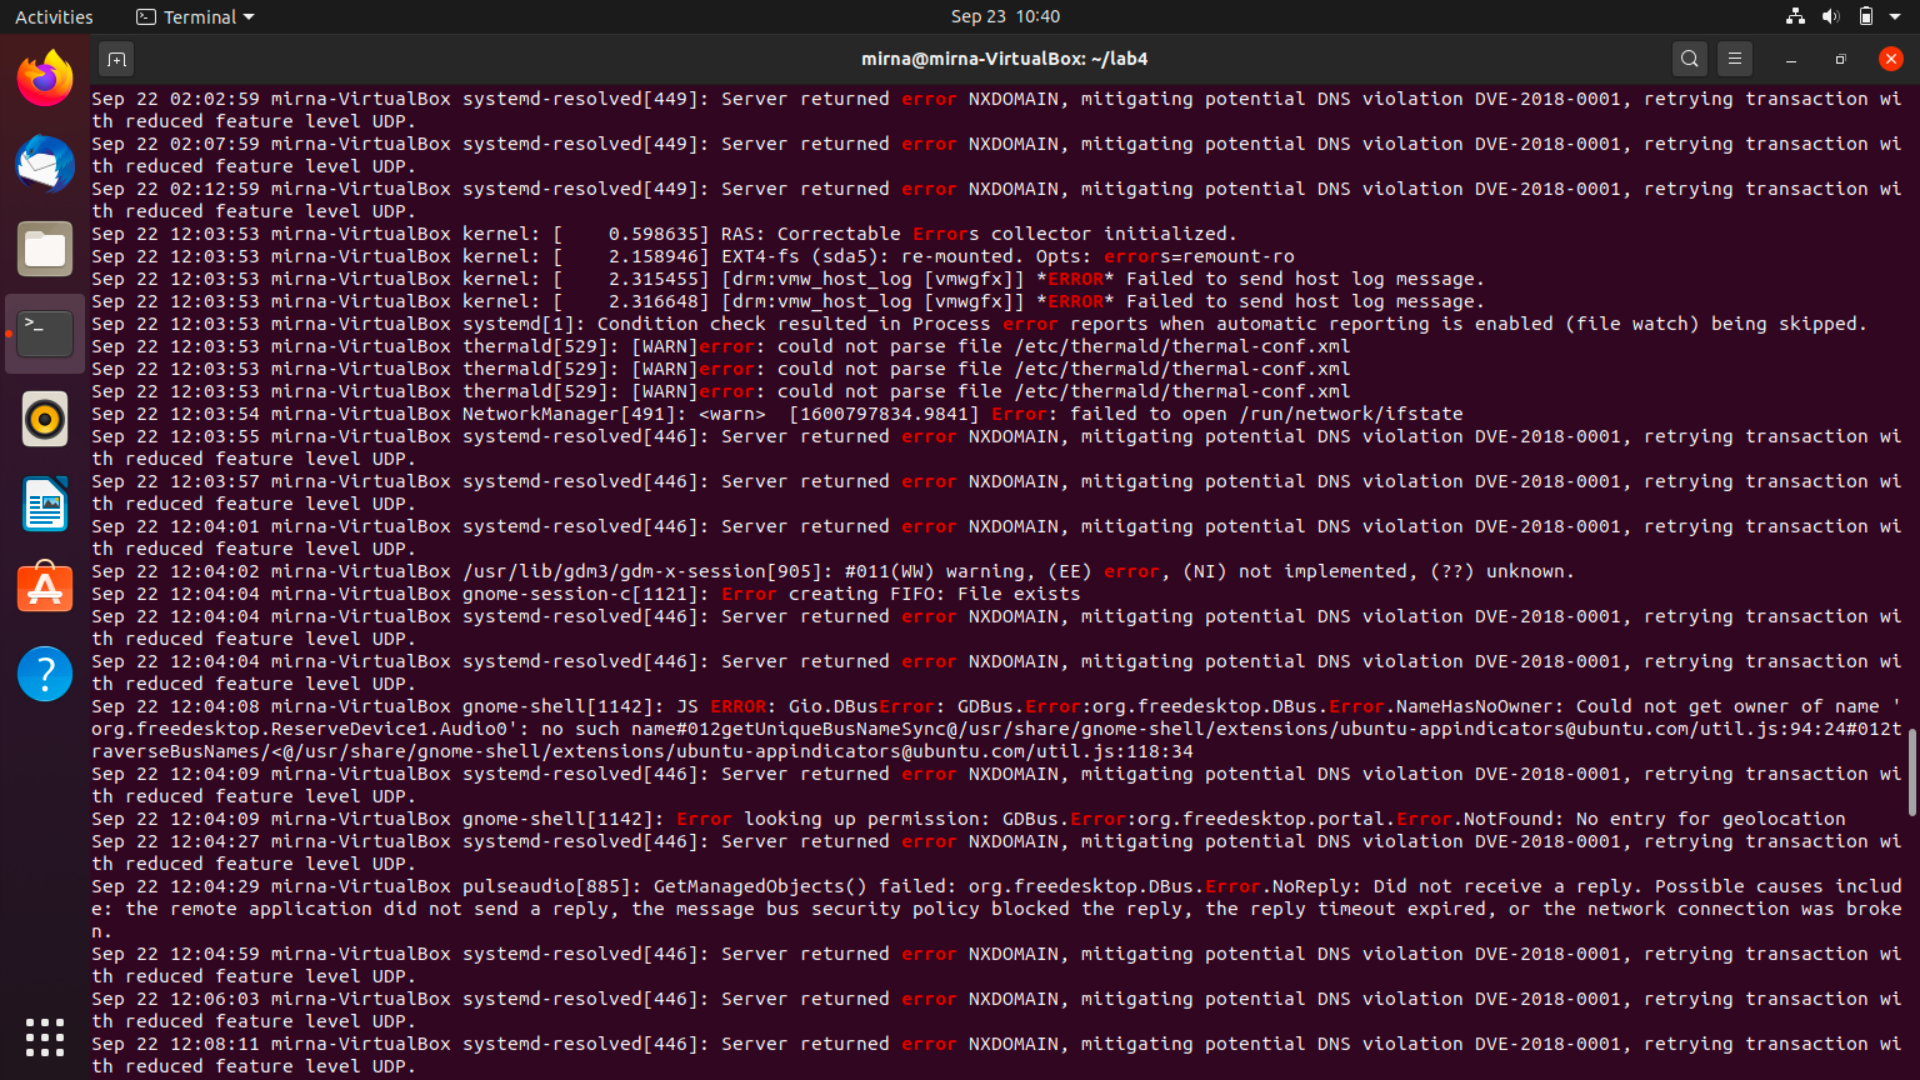 Activities
Terminal
Sep 23 10:40
mirna@mirna-VirtualBox: ~/lab4
Sep 22 02:02:59 mirna-VirtualBox systemd-resolved[449]: Server returned error NXDOMAIN, mitigating potential DNS violation DVE-2018-0001, retrying transaction wi
th reduced feature level UDP.
Sep 22 02:07:59 mirna-VirtualBox systemd-resolved[449]: Server returned error NXDOMAIN, mitigating potential DNS violation DVE-2018-0001, retrying transaction wi
th reduced feature level UDP.
Sep 22 02:12:59 mirna-VirtualBox systemd-resolved[449]: Server returned error NXDOMAIN, mitigating potential DNS violation DVE-2018-0001, retrying transaction wi
th reduced feature level UDP.
Sep 22 12:03:53 mirna-VirtualBox kernel: [    0.598635] RAS: Correctable Errors collector initialized.
Sep 22 12:03:53 mirna-VirtualBox kernel: [    2.158946] EXT4-fs (sda5): re-mounted. Opts: errors=remount-ro
Sep 22 12:03:53 mirna-VirtualBox kernel: [    2.315455] [drm:vmw_host_log [vmwgfx]] *ERROR* Failed to send host log message.
Sep 22 12:03:53 mirna-VirtualBox kernel: [    2.316648] [drm:vmw_host_log [vmwgfx]] *ERROR* Failed to send host log message.
Sep 22 12:03:53 mirna-VirtualBox systemd[1]: Condition check resulted in Process error reports when automatic reporting is enabled (file watch) being skipped.
Sep 22 12:03:53 mirna-VirtualBox thermald[529]: [WARN]error: could not parse file /etc/thermald/thermal-conf.xml
Sep 22 12:03:53 mirna-VirtualBox thermald[529]: [WARN]error: could not parse file /etc/thermald/thermal-conf.xml
Sep 22 12:03:53 mirna-VirtualBox thermald[529]: [WARN]error: could not parse file /etc/thermald/thermal-conf.xml
Sep 22 12:03:54 mirna-VirtualBox NetworkManager[491]: <warn>  [1600797834.9841] Error: failed to open /run/network/ifstate
Sep 22 12:03:55 mirna-VirtualBox systemd-resolved[446]: Server returned error NXDOMAIN, mitigating potential DNS violation DVE-2018-0001, retrying transaction wi
th reduced feature level UDP.
Sep 22 12:03:57 mirna-VirtualBox systemd-resolved[446]: Server returned error NXDOMAIN, mitigating potential DNS violation DVE-2018-0001, retrying transaction wi
th reduced feature level UDP.
Sep 22 12:04:01 mirna-VirtualBox systemd-resolved[446]: Server returned error NXDOMAIN, mitigating potential DNS violation DVE-2018-0001, retrying transaction wi
th reduced feature level UDP.
Sep 22 12:04:02 mirna-VirtualBox /usr/lib/gdm3/gdm-x-session[905]: #011(WW) warning, (EE) error, (NI) not implemented, (??) unknown.
Sep 22 12:04:04 mirna-VirtualBox gnome-session-c[1121]: Error creating FIFO: File exists
Sep 22 12:04:04 mirna-VirtualBox systemd-resolved[446]: Server returned error NXDOMAIN, mitigating potential DNS violation DVE-2018-0001, retrying transaction wi
th reduced feature level UDP.
Sep 22 12:04:04 mirna-VirtualBox systemd-resolved[446]: Server returned error NXDOMAIN, mitigating potential DNS violation DVE-2018-0001, retrying transaction wi
th reduced feature level UDP.
Sep 22 12:04:08 mirna-VirtualBox gnome-shell[1142]: JS ERROR: Gio.DBusError: GDBus.Error:org.freedesktop.DBus.Error.NameHasNoOwner: Could not get owner of name '
org.freedesktop.ReserveDevice1.Audio0': no such name#012getUniqueBusNameSync@/usr/share/gnome-shell/extensions/ubuntu-appindicators@ubuntu.com/util.js:94:24#012t
raverseBusNames/<@/usr/share/gnome-shell/extensions/ubuntu-appindicators@ubuntu.com/util.js:118:34
Sep 22 12:04:09 mirna-VirtualBox systemd-resolved[446]: Server returned error NXDOMAIN, mitigating potential DNS violation DVE-2018-0001, retrying transaction wi
th reduced feature level UDP.
Sep 22 12:04:09 mirna-VirtualBox gnome-shell[1142]: Error looking up permission: GDBus.Error:org.freedesktop.portal.Error.NotFound: No entry for geolocation
Sep 22 12:04:27 mirna-VirtualBox systemd-resolved[446]: Server returned error NXDOMAIN, mitigating potential DNS violation DVE-2018-0001, retrying transaction wi
th reduced feature level UDP.
Sep 22 12:04:29 mirna-VirtualBox pulseaudio[885]: GetManagedObjects() failed: org.freedesktop.DBus.Error.NoReply: Did not receive a reply. Possible causes includ
e: the remote application did not send a reply, the message bus security policy blocked the reply, the reply timeout expired, or the network connection was broke
n.
Sep 22 12:04:59 mirna-VirtualBox systemd-resolved[446]: Server returned error NXDOMAIN, mitigating potential DNS violation DVE-2018-0001, retrying transaction wi
th reduced feature level UDP.
Sep 22 12:06:03 mirna-VirtualBox systemd-resolved[446]: Server returned error NXDOMAIN, mitigating potential DNS violation DVE-2018-0001, retrying transaction wi
th reduced feature level UDP.
Sep 22 12:08:11 mirna-VirtualBox systemd-resolved[446]: Server returned error NXDOMAIN, mitigating potential DNS violation DVE-2018-0001, retrying transaction wi
th reduced feature level UDP.